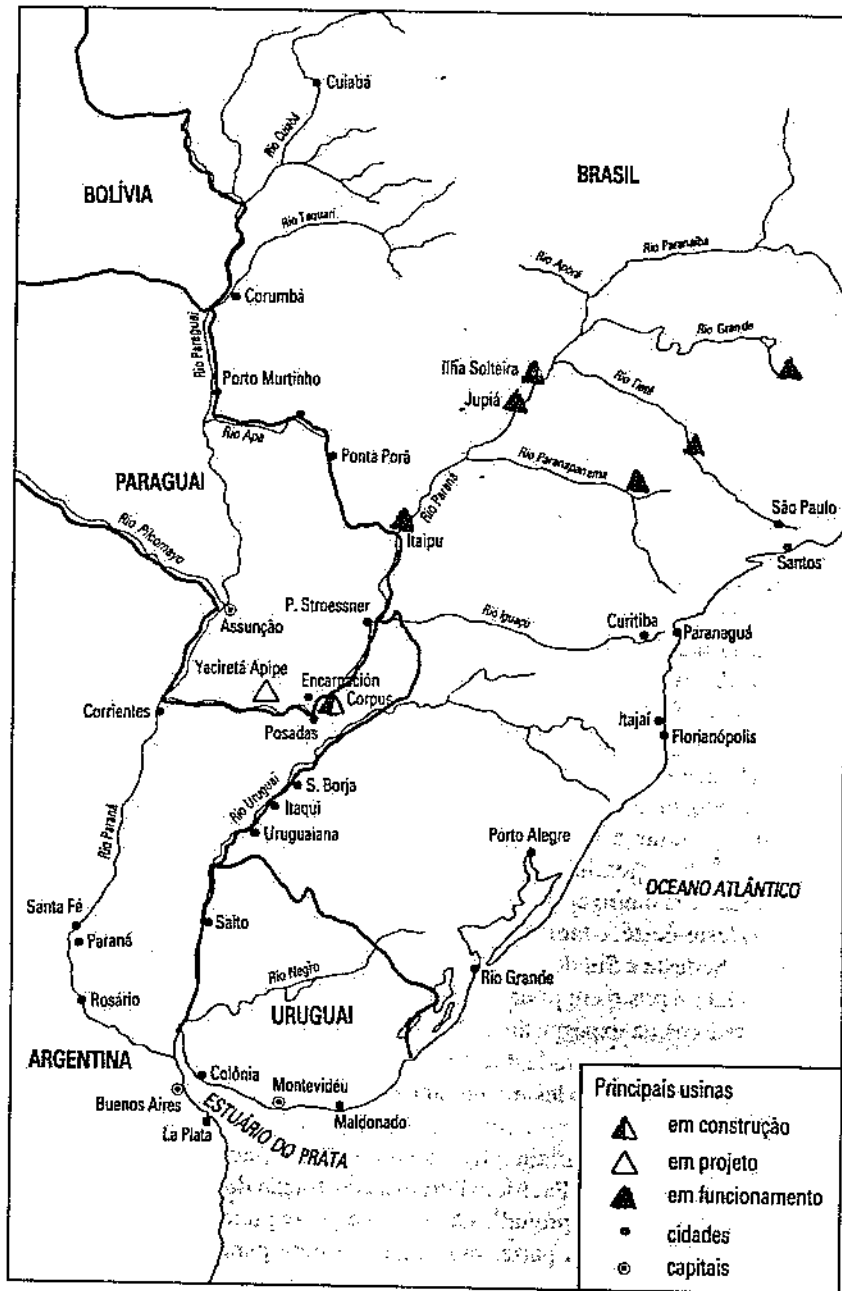 Cuiabá
Rio Cuiabá
BOLÍVIA
BRASIL
Rio Taquari
Rio Paranaíba
Rio Aporé
Corumbá
Rio Paraguai
Rio Grande
Ilha Solteira
Porto Murtinho
Jupiá
Rio Tietê
Rio Apa
Ponta Porã
Rio Paraná
Rio Paranapanema
PARAGUAI
São Paulo
Rio Pilcomayo
Itaipu
Santos
P. Stroessner
Assunção
Rio Iguaçu
Curitiba
Paranaguá
Yaciretá Apipe
Encarnación
Corpus
Corrientes
Posadas
Itajaí
Florianópolis
S. Borja
Rio Uruguai
Itaqui
Uruguaiana
Rio Paraná
Porto Alegre
OCEANO ATLÂNTICO
Santa Fé
Salto
Paraná
Rio Negro
Rio Grande
Rosário
URUGUAI
ARGENTINA
Colônia
Montevidéu
Buenos Aires
Maldonado
La Plata
ESTUÁRIO DO PRATA
Principais usinas
em construção
em projeto
em funcionamento
cidades
capitais